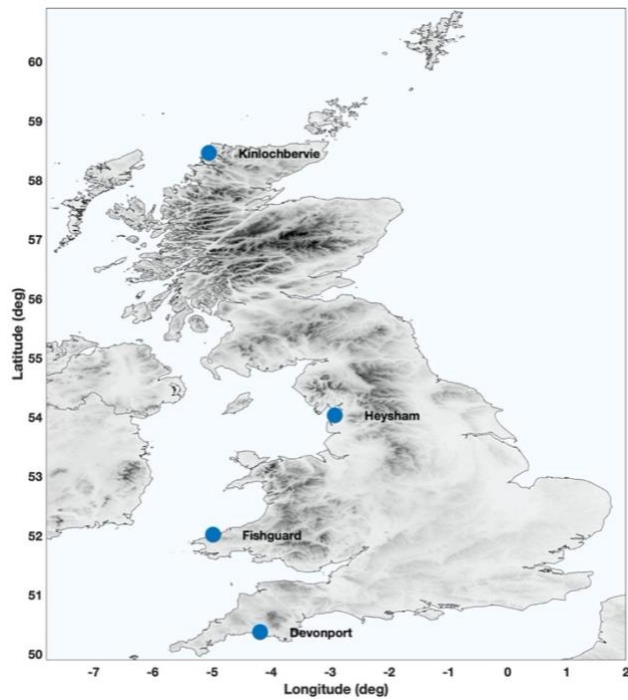 60
59
Kinlochbervie
58
57
56
Latitude (deg)
55
54
Heysham
53
52
Fishguard
51
Devonport
50
-7 -6 -5 -4 -3 -2 -1 0 1 2
Longitude (deg)